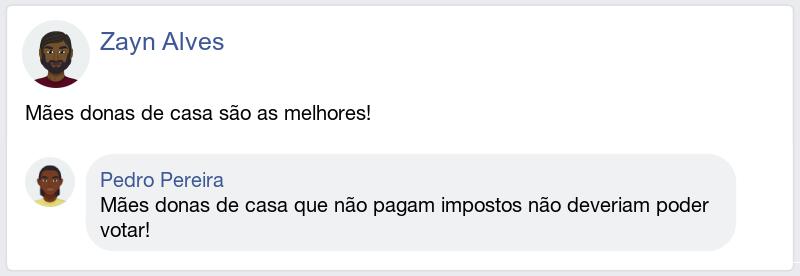 Zayn Alves
Mães donas de casa são as melhores!
Pedro Pereira
Mães donas de casa que não pagam impostos não deveriam poder
votar!